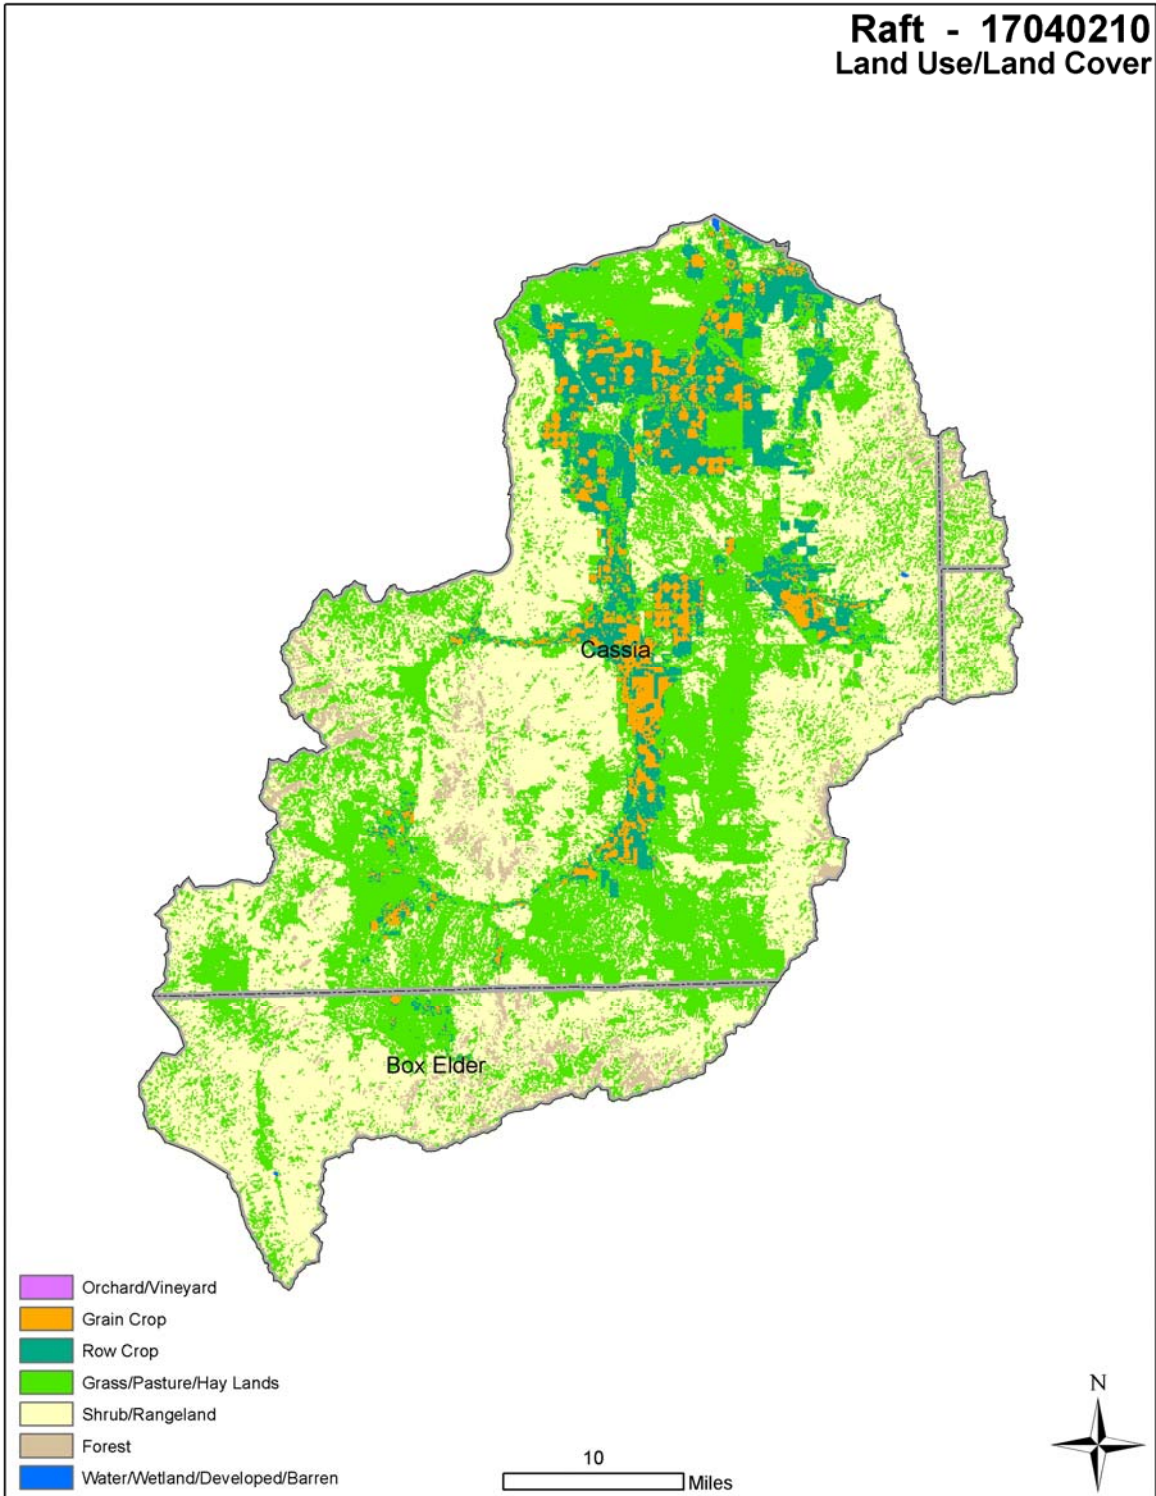 Raft - 17040210
Land Use/Land Cover
Cassia
Box Elder
Orchard/Vineyard
Grain Crop
Row Crop
Grass/Pasture/Hay Lands
Shrub/Rangeland
Forest
Water/Wetland/Developed/Barren
10
Miles
N